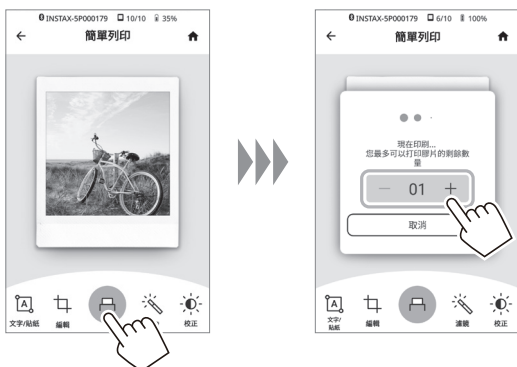 INSTAX-5P000179 10/10 35%
簡單列印
文字/貼紙
編輯
校正
INSTAX-5P000179 6/10 100%
簡單列印
現在印刷...
您最多可以打印膠片的剩餘數
量
01
取消
文字/
貼紙
編輯
濾鏡
校正